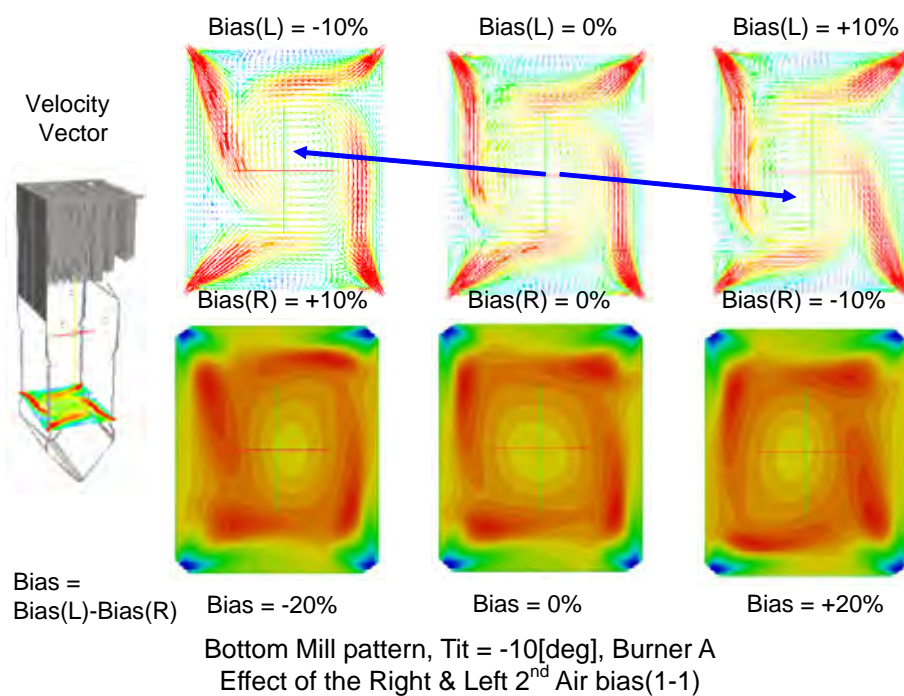 Bias(L) = -10%
Bias(L) = 0%
Bias(L) = +10%
Velocity
Vector
Bias(R) = +10%
Bias(R) = 0%
Bias(R) = -10%
Bias =
Bias(L)-Bias(R)
Bias = -20%
Bias = 0%
Bias = +20%
Bottom Mill pattern, Tit = -10[deg], Burner A
Effect of the Right & Left 2nd Air bias(1-1)